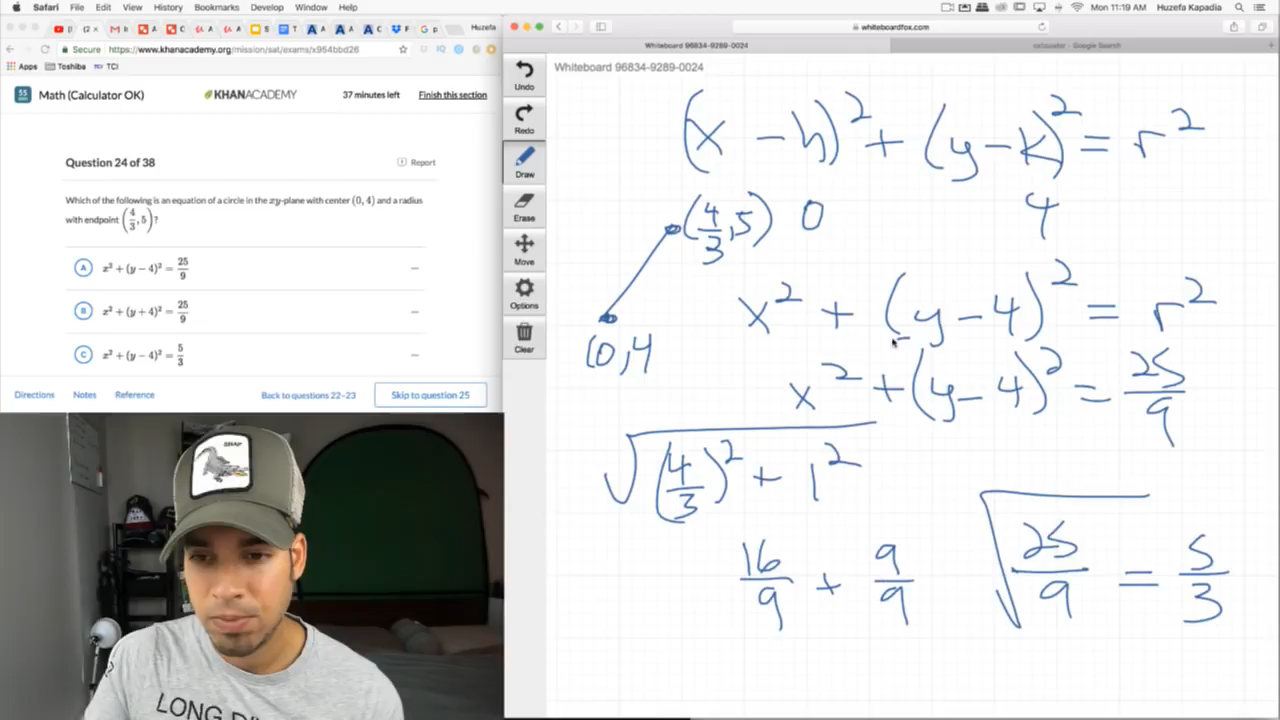 Safari File Edit View History Bookmarks Develop Window Help
Mon 11:19 AM Huzefa Kapadia
Huzefa
Secure https://www.khanacademy.org/mission/sat/exams/x954bbd26
Apps Toshiba TCI
whiteboardfox.com
Whiteboard 96834-9289-0024
Math (Calculator OK)
KHANACADEMY
37 minutes left
Finish this section
Question 24 of 38
Report
Which of the following is an equation of a circle in the xy-plane with center (0, 4) and a radius
with endpoint (4/3, 5)?
A x² + (y − 4)² = 25/9
B x² + (y + 4)² = 25/9
C x² + (y − 4)² = 5/3
Directions Notes Reference Back to questions 22–23 Skip to question 25
Undo
Redo
Draw
Erase
Move
Options
Clear
Whiteboard 96834-9289-0024
(x − h)² + (y − k)² = r²
(4/3, 5) 0 4
x² + (y − 4)² = r²
(0, 4
x² + (y − 4)² = 25/9
√(4/3)² + 1²
16/9 + 9/9
√25/9 = 5/3
SNAP
LONG DI